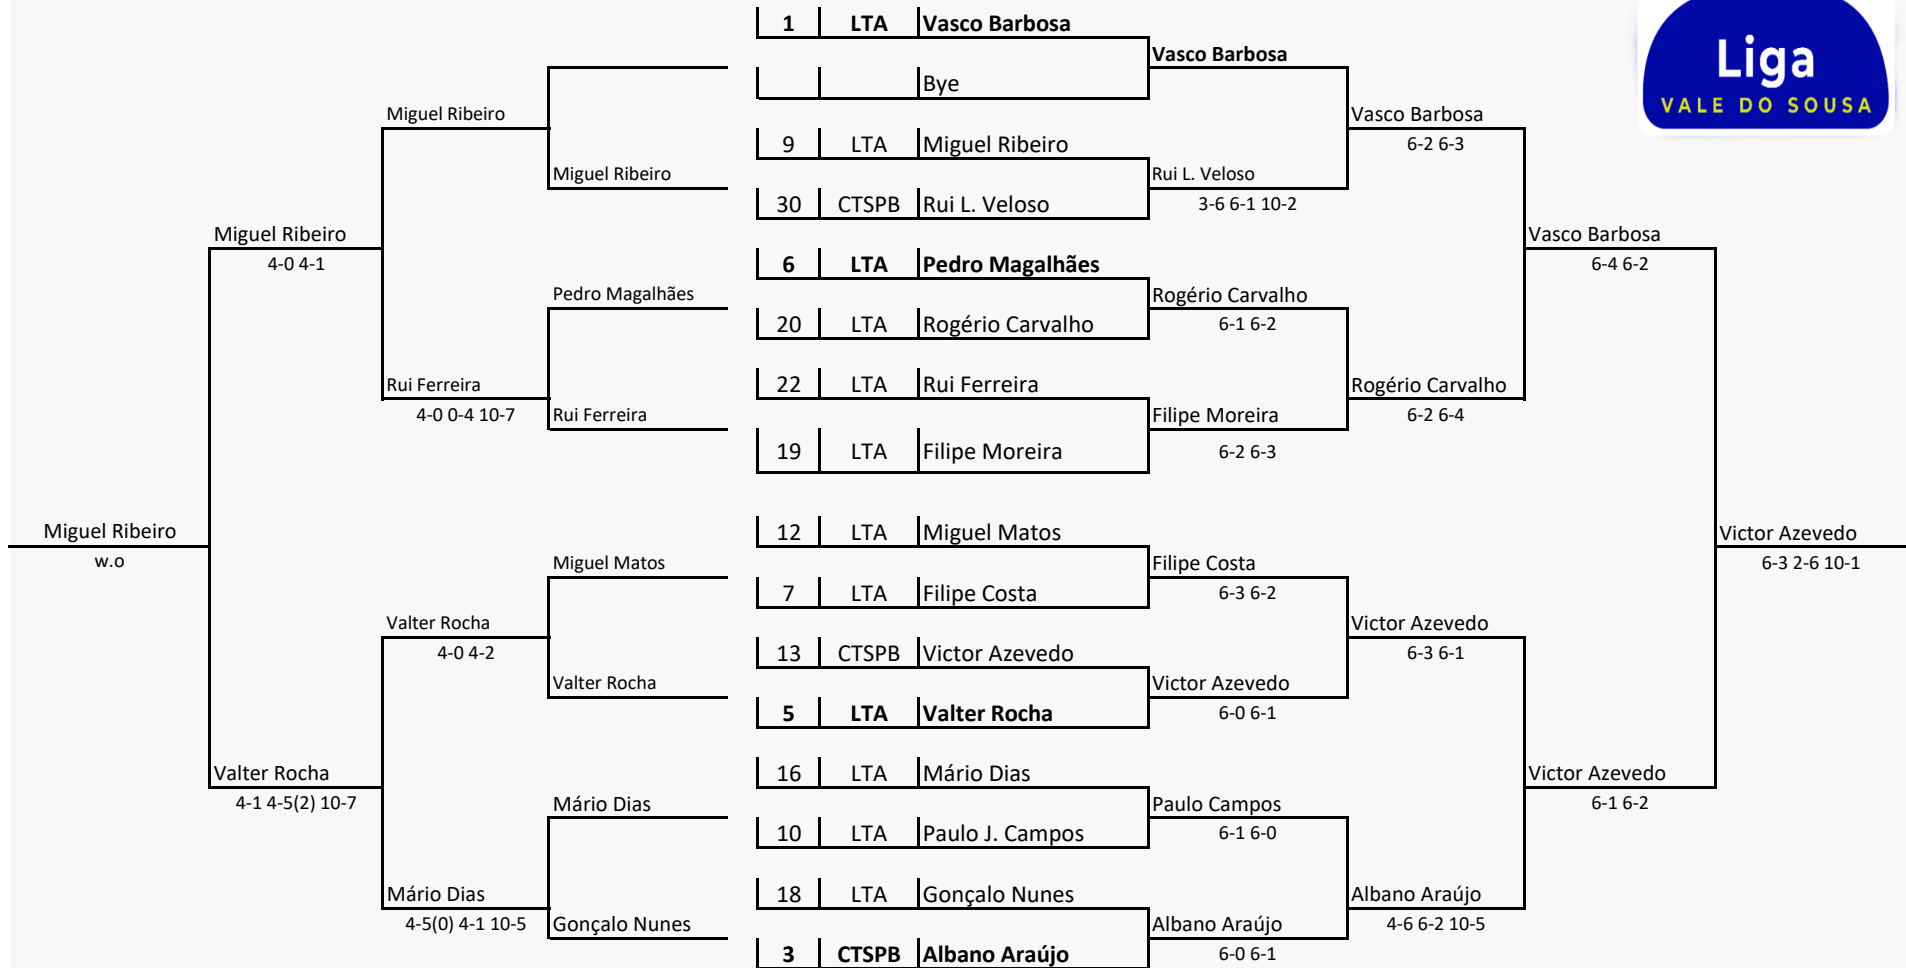 1 LTA Vasco Barbosa
Vasco Barbosa
Bye
Liga
VALE DO SOUSA
Miguel Ribeiro
Vasco Barbosa
6-2 6-3
9 LTA Miguel Ribeiro
Miguel Ribeiro
Rui L. Veloso
30 CTSPB Rui L. Veloso
3-6 6-1 10-2
Miguel Ribeiro
4-0 4-1
Vasco Barbosa
6-4 6-2
6 LTA Pedro Magalhães
Pedro Magalhães
Rogério Carvalho
20 LTA Rogério Carvalho
6-1 6-2
Rui Ferreira
4-0 0-4 10-7
22 LTA Rui Ferreira
Rogério Carvalho
6-2 6-4
Rui Ferreira
Filipe Moreira
19 LTA Filipe Moreira
6-2 6-3
Miguel Ribeiro
w.o
12 LTA Miguel Matos
Victor Azevedo
6-3 2-6 10-1
Miguel Matos
Filipe Costa
7 LTA Filipe Costa
6-3 6-2
Valter Rocha
4-0 4-2
Victor Azevedo
6-3 6-1
13 CTSPB Victor Azevedo
Valter Rocha
Victor Azevedo
5 LTA Valter Rocha
6-0 6-1
Valter Rocha
4-1 4-5(2) 10-7
16 LTA Mário Dias
Victor Azevedo
6-1 6-2
Mário Dias
Paulo Campos
10 LTA Paulo J. Campos
6-1 6-0
Mário Dias
4-5(0) 4-1 10-5
18 LTA Gonçalo Nunes
Albano Araújo
4-6 6-2 10-5
Gonçalo Nunes
Albano Araújo
3 CTSPB Albano Araújo
6-0 6-1